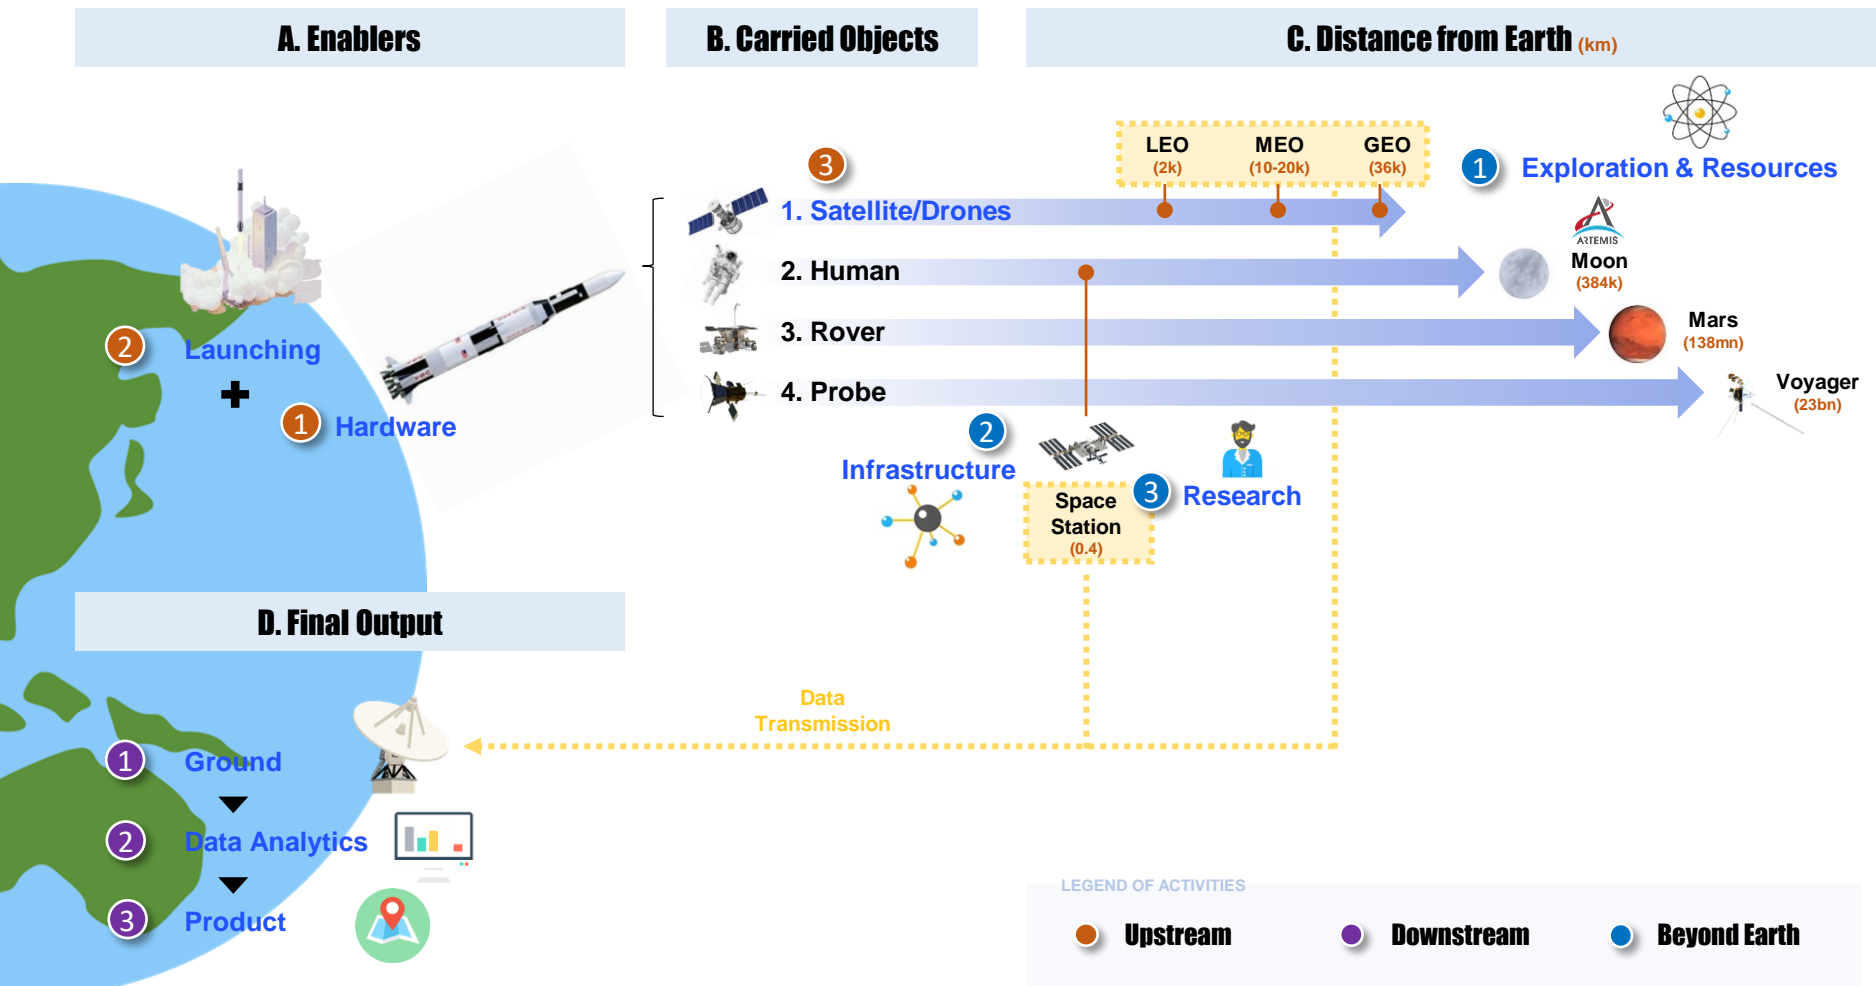 A. Enablers
B. Carried Objects
C. Distance from Earth (km)
LEO
(2k)
MEO
(10-20k)
GEO
(36k)
3
1
Exploration & Resources
1. Satellite/Drones
ARTEMIS
Moon
(384k)
2. Human
3. Rover
Mars
(138mn)
4. Probe
Voyager
(23bn)
2
Launching
1
Hardware
2
Infrastructure
Space
Station
(0.4)
3
Research
D. Final Output
Data
Transmission
1
Ground
2
Data Analytics
3
Product
LEGEND OF ACTIVITIES
Upstream
Downstream
Beyond Earth